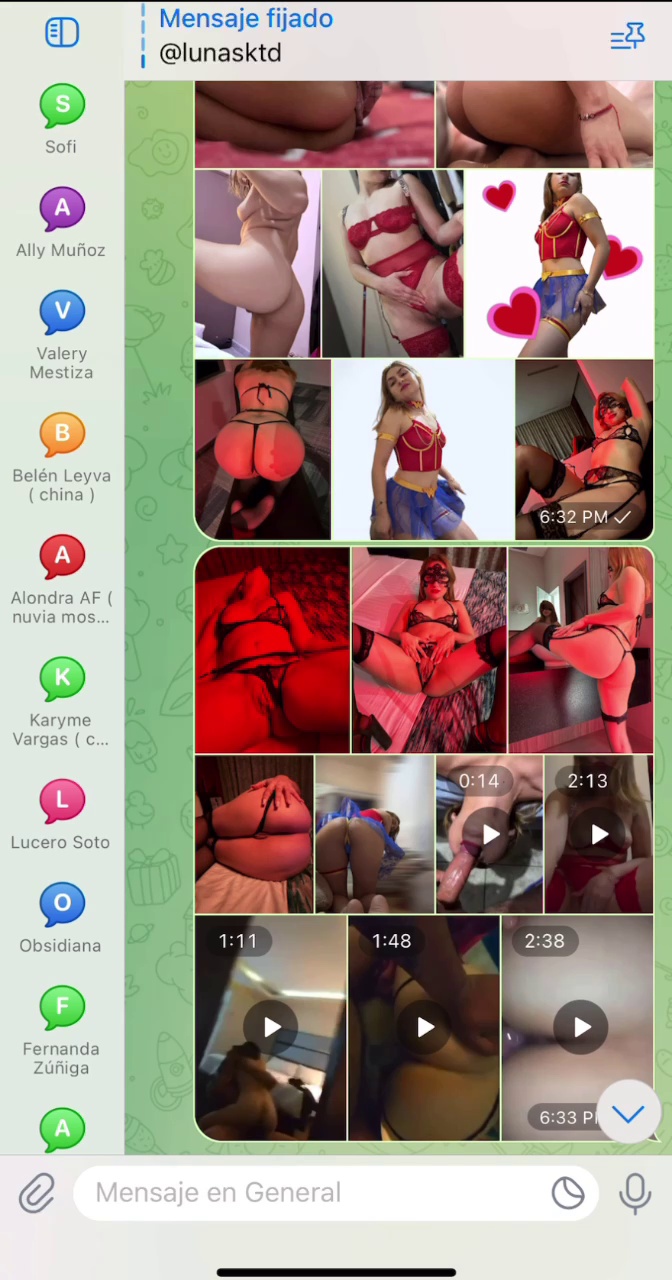 Mensaje fijado
@lunasktd
S
Sofi
A
Ally Muñoz
V
Valery
Mestiza
B
Belén Leyva
( china )
A
Alondra AF (
nuvia mos...
K
Karyme
Vargas ( c...
L
Lucero Soto
O
Obsidiana
F
Fernanda
Zúñiga
A
6:32 PM
0:14
2:13
1:11
1:48
2:38
6:33 P
Mensaje en General